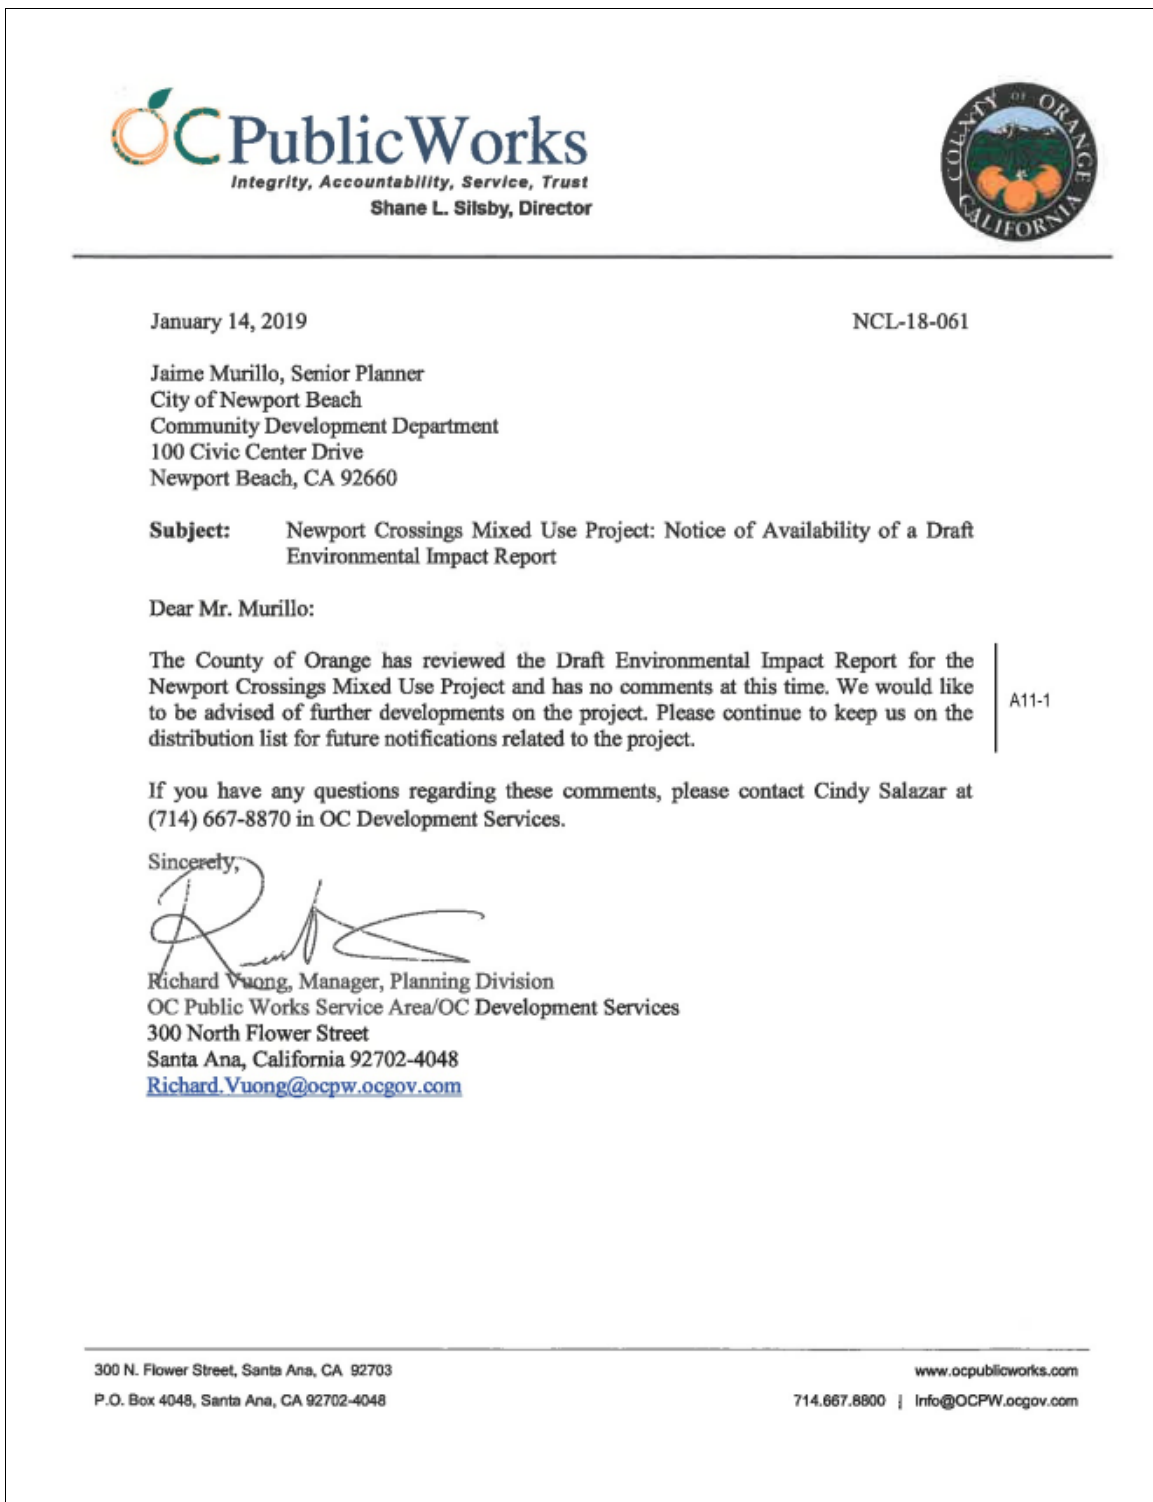 OC Public Works
Integrity, Accountability, Service, Trust
Shane L. Silsby, Director
COUNTY OF ORANGE
CALIFORNIA
January 14, 2019 NCL-18-061
Jaime Murillo, Senior Planner
City of Newport Beach
Community Development Department
100 Civic Center Drive
Newport Beach, CA 92660
Subject: Newport Crossings Mixed Use Project: Notice of Availability of a Draft
Environmental Impact Report
Dear Mr. Murillo:
The County of Orange has reviewed the Draft Environmental Impact Report for the
Newport Crossings Mixed Use Project and has no comments at this time. We would like
to be advised of further developments on the project. Please continue to keep us on the
distribution list for future notifications related to the project.
A11-1
If you have any questions regarding these comments, please contact Cindy Salazar at
(714) 667-8870 in OC Development Services.
Sincerely,
Richard Vuong, Manager, Planning Division
OC Public Works Service Area/OC Development Services
300 North Flower Street
Santa Ana, California 92702-4048
Richard.Vuong@ocpw.ocgov.com
300 N. Flower Street, Santa Ana, CA 92703 www.ocpublicworks.com
P.O. Box 4048, Santa Ana, CA 92702-4048 714.667.8800 | Info@OCPW.ocgov.com